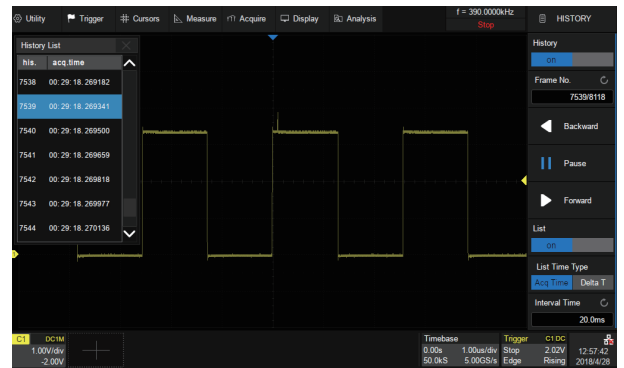 Utility Trigger Cursors Measure Acquire Display Analysis f = 390.0000kHz Stop HISTORY
History List
his. acq.time
7538 00: 29: 18. 269182
7539 00: 29: 18. 269341
7540 00: 29: 18. 269500
7541 00: 29: 18. 269659
7542 00: 29: 18. 269818
7543 00: 29: 18. 269977
7544 00: 29: 18. 270136
History
on
Frame No.
7539/8118
Backward
Pause
Forward
List
on
List Time Type
Acq Time Delta T
Interval Time
20.0ms
C1 DC1M
1.00V/div
-2.00V
Timebase
0.00s 1.00us/div
50.0kS 5.00GS/s
Trigger C1 DC
Stop 2.02V
Edge Rising
12:57:42
2018/4/28